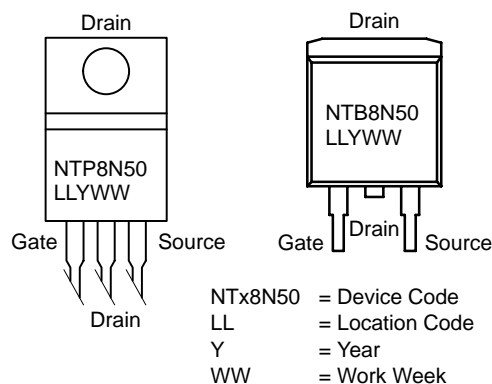 Drain
NTP8N50
LLYWW
Gate
Source
Drain
Drain
NTB8N50
LLYWW
Gate
Drain
Source
NTx8N50 = Device Code
LL = Location Code
Y = Year
WW = Work Week